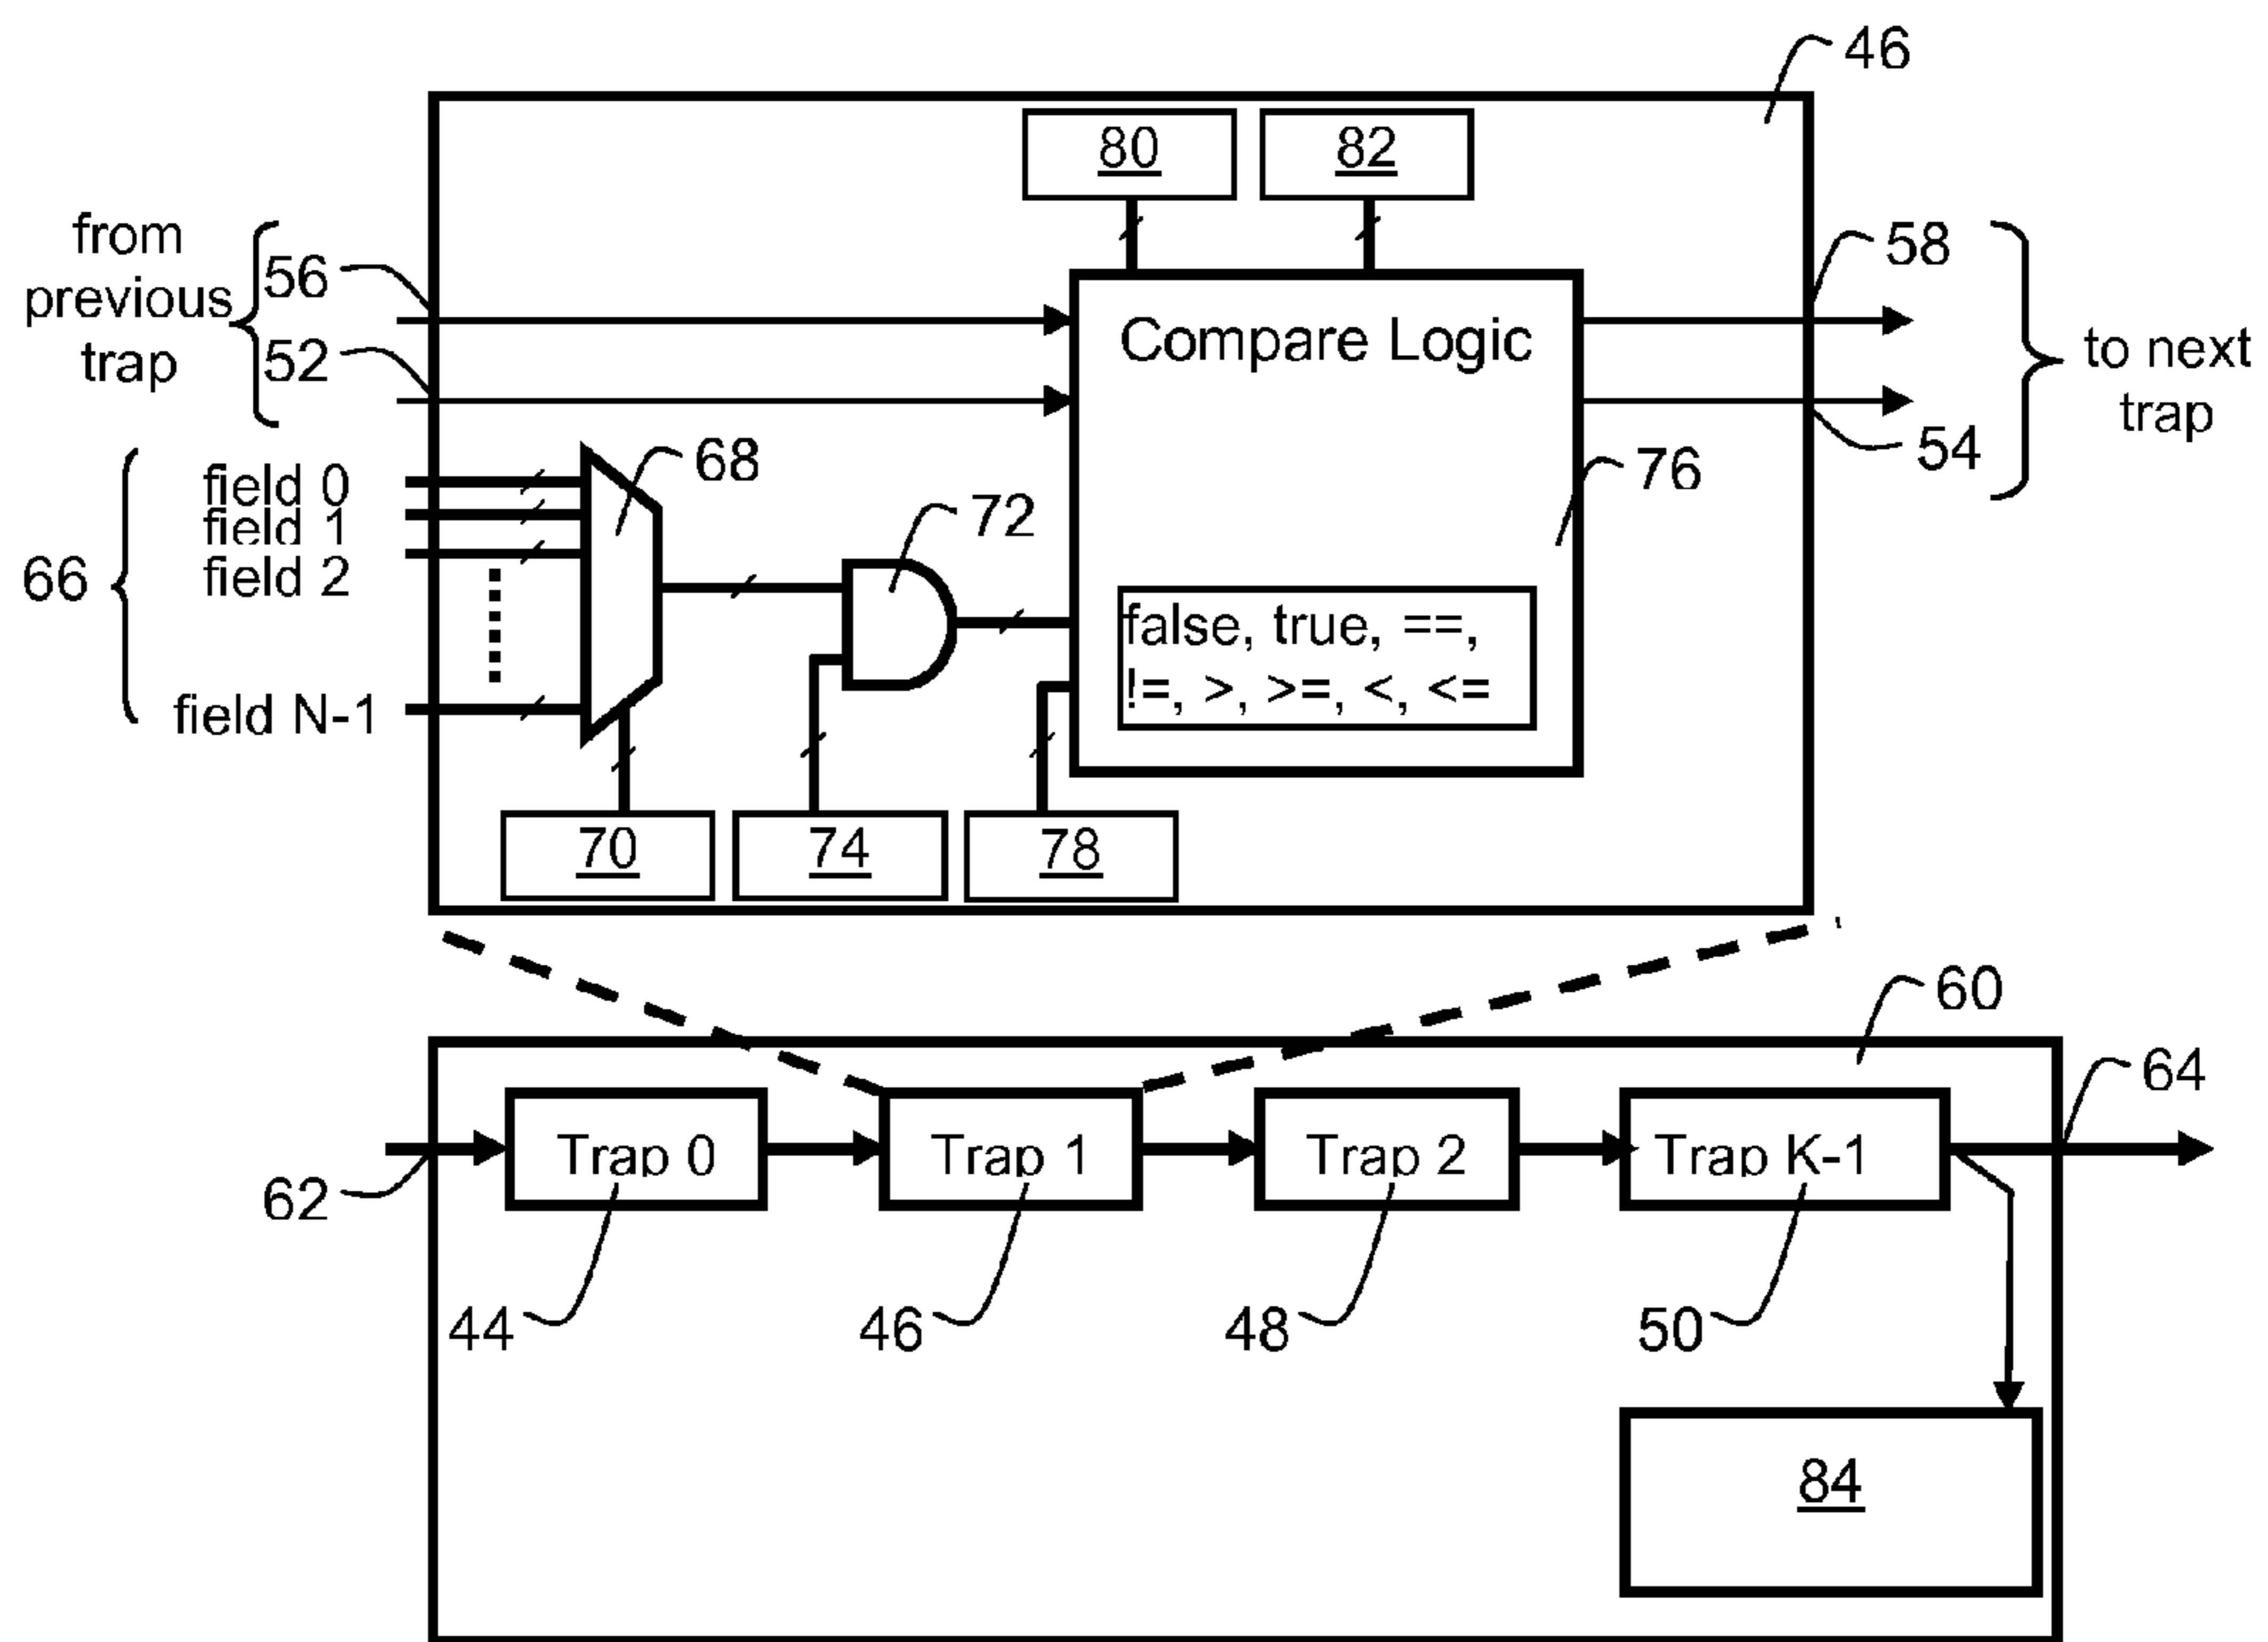 46
80
82
from
previous
trap
56
52
58
54
to next
trap
Compare Logic
66
field 0
field 1
field 2
field N-1
68
72
76
false, true, ==,
!=, >, >=, <, <=
70
74
78
60
64
62
Trap 0
Trap 1
Trap 2
Trap K-1
44
46
48
50
84